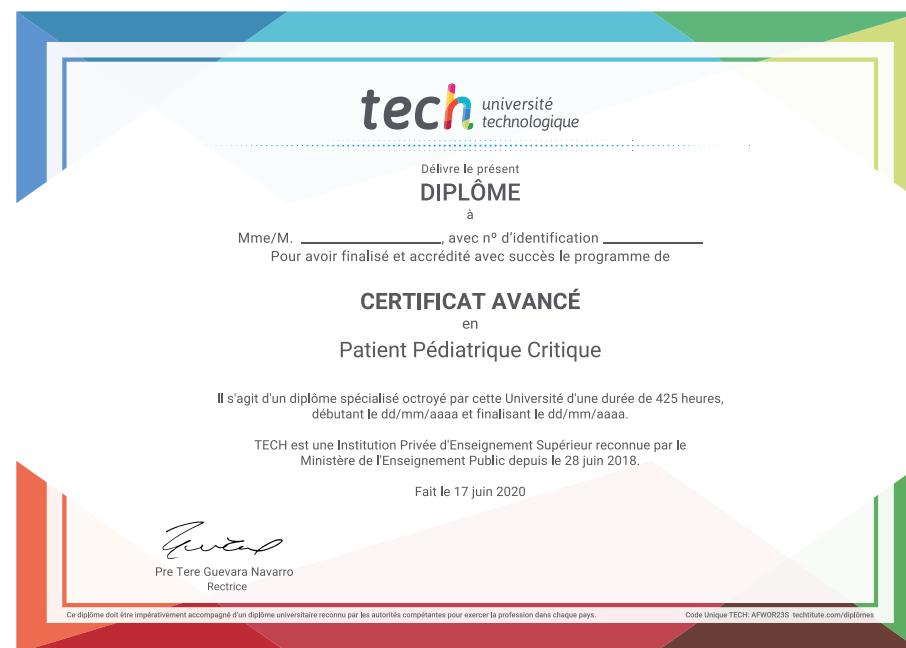 tech université
technologique
Délivre le présent
DIPLÔME
à
Mme/M. ____________________, avec nº d'identification ______________
Pour avoir finalisé et accrédité avec succès le programme de
CERTIFICAT AVANCÉ
en
Patient Pédiatrique Critique
Il s'agit d'un diplôme spécialisé octroyé par cette Université d'une durée de 425 heures,
débutant le dd/mm/aaaa et finalisant le dd/mm/aaaa.
TECH est une Institution Privée d'Enseignement Supérieur reconnue par le
Ministère de l'Enseignement Public depuis le 28 juin 2018.
Fait le 17 juin 2020
Pre Tere Guevara Navarro
Rectrice
Ce diplôme doit être impérativement accompagné d'un diplôme universitaire reconnu par les autorités compétantes pour exercer la profession dans chaque pays.
Code Unique TECH: AFWOR23S techtitute.com/diplômes